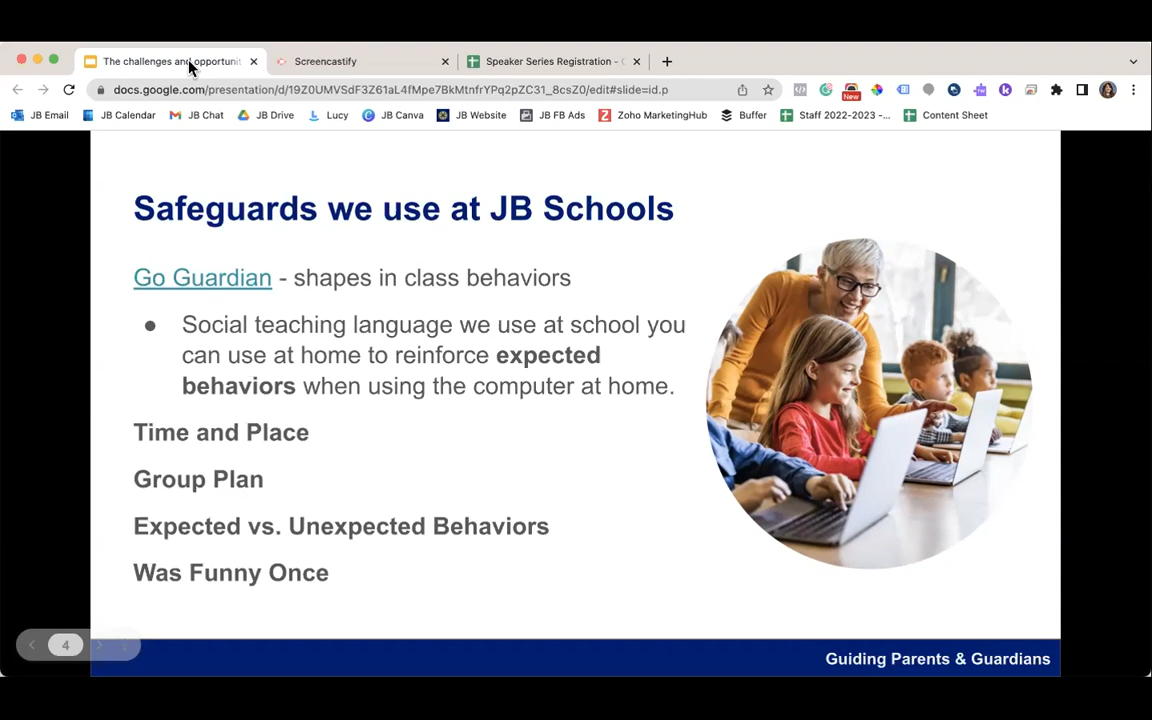 The challenges and opportunit
Screencastify
Speaker Series Registration -
docs.google.com/presentation/d/19Z0UMVSdF3Z61aL4fMpe7BkMtnfrYPq2pZC31_8csZ0/edit#slide=id.p
New
JB Email
JB Calendar
JB Chat
JB Drive
Lucy
JB Canva
JB Website
JB FB Ads
Zoho MarketingHub
Buffer
Staff 2022-2023 -...
Content Sheet
Safeguards we use at JB Schools
Go Guardian - shapes in class behaviors
● Social teaching language we use at school you
can use at home to reinforce expected
behaviors when using the computer at home.
Time and Place
Group Plan
Expected vs. Unexpected Behaviors
Was Funny Once
4
Guiding Parents & Guardians